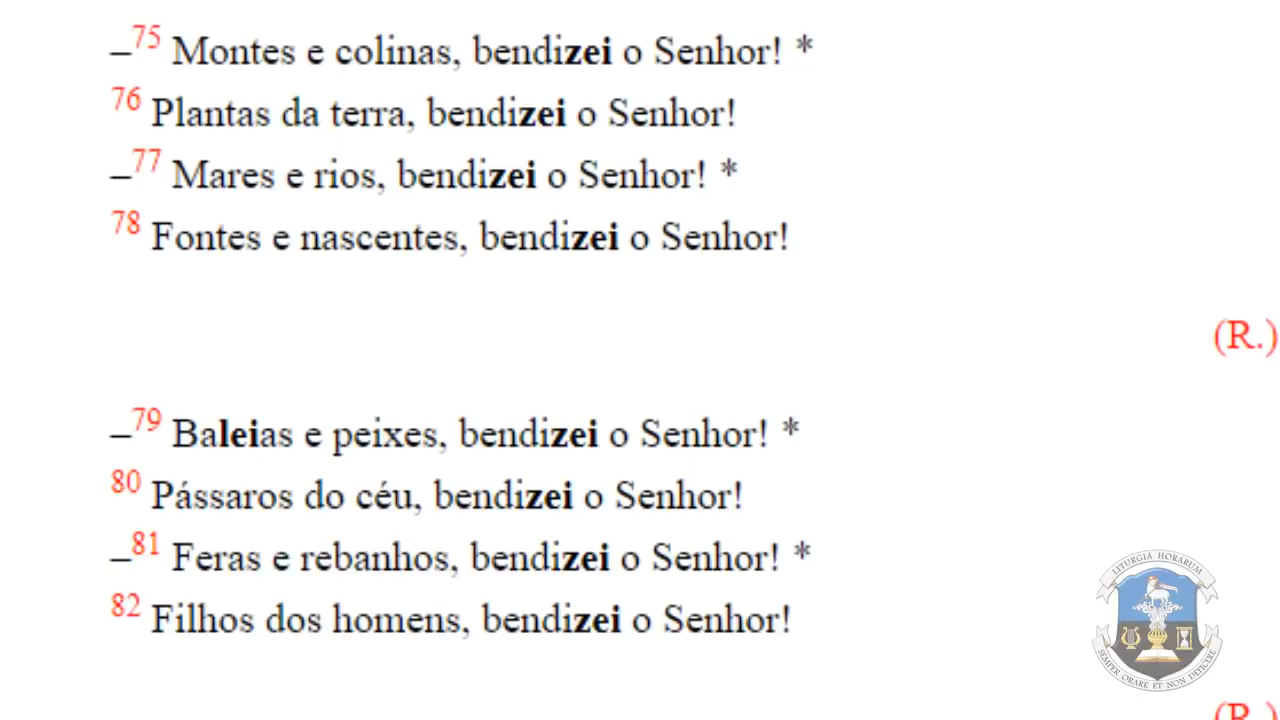 –75 Montes e colinas, bendizei o Senhor! *
76 Plantas da terra, bendizei o Senhor!
–77 Mares e rios, bendizei o Senhor! *
78 Fontes e nascentes, bendizei o Senhor!
(R.)
–79 Baleias e peixes, bendizei o Senhor! *
80 Pássaros do céu, bendizei o Senhor!
–81 Feras e rebanhos, bendizei o Senhor! *
82 Filhos dos homens, bendizei o Senhor!
LITURGIA HORARUM
SEMPER ORARE ET NON DEFICERE
(R.)